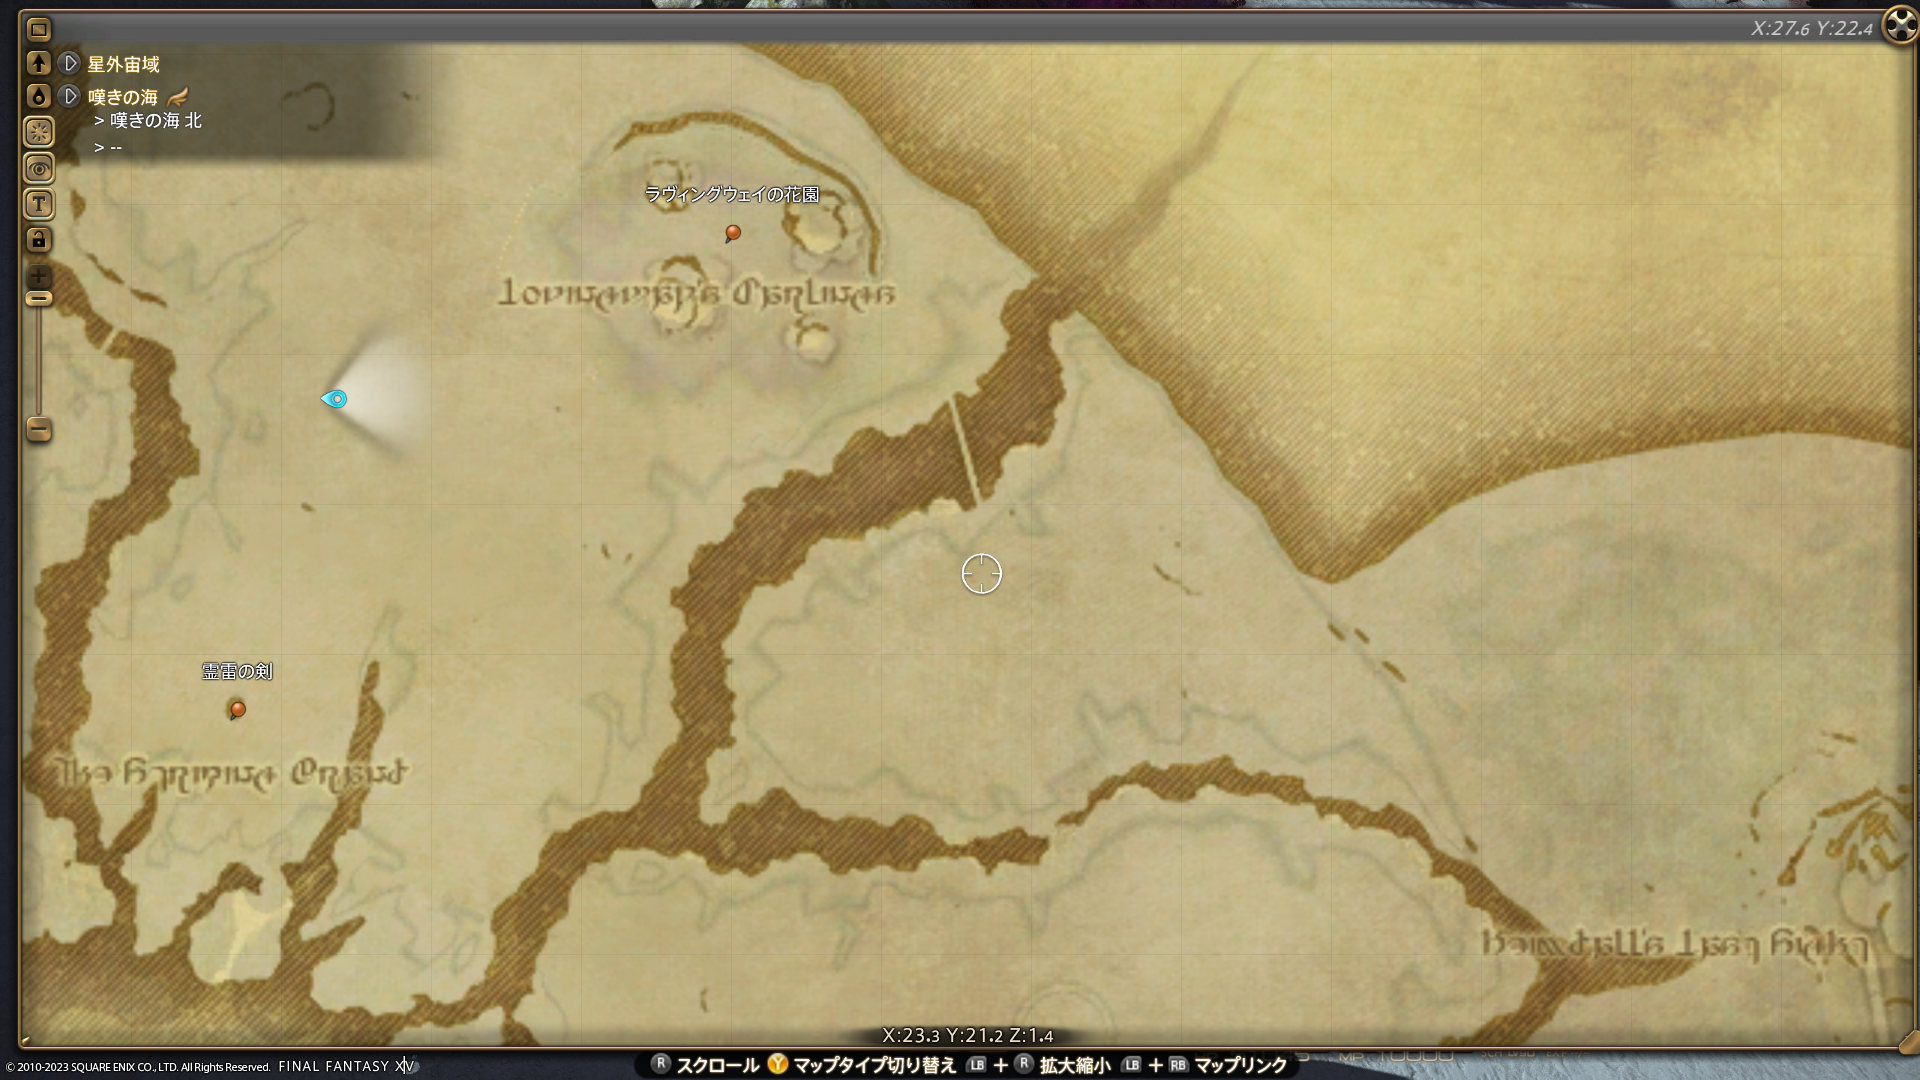 X:27.6 Y:22.4
星外宙域
嘆きの海
> 嘆きの海 北
> --
T
ラヴィングウェイの花園
霊雷の剣
X:23.3 Y:21.2 Z:1.4
R スクロール Y マップタイプ切り替え LB + R 拡大縮小 LB + RB マップリンク
© 2010-2023 SQUARE ENIX CO., LTD. All Rights Reserved. FINAL FANTASY XIV